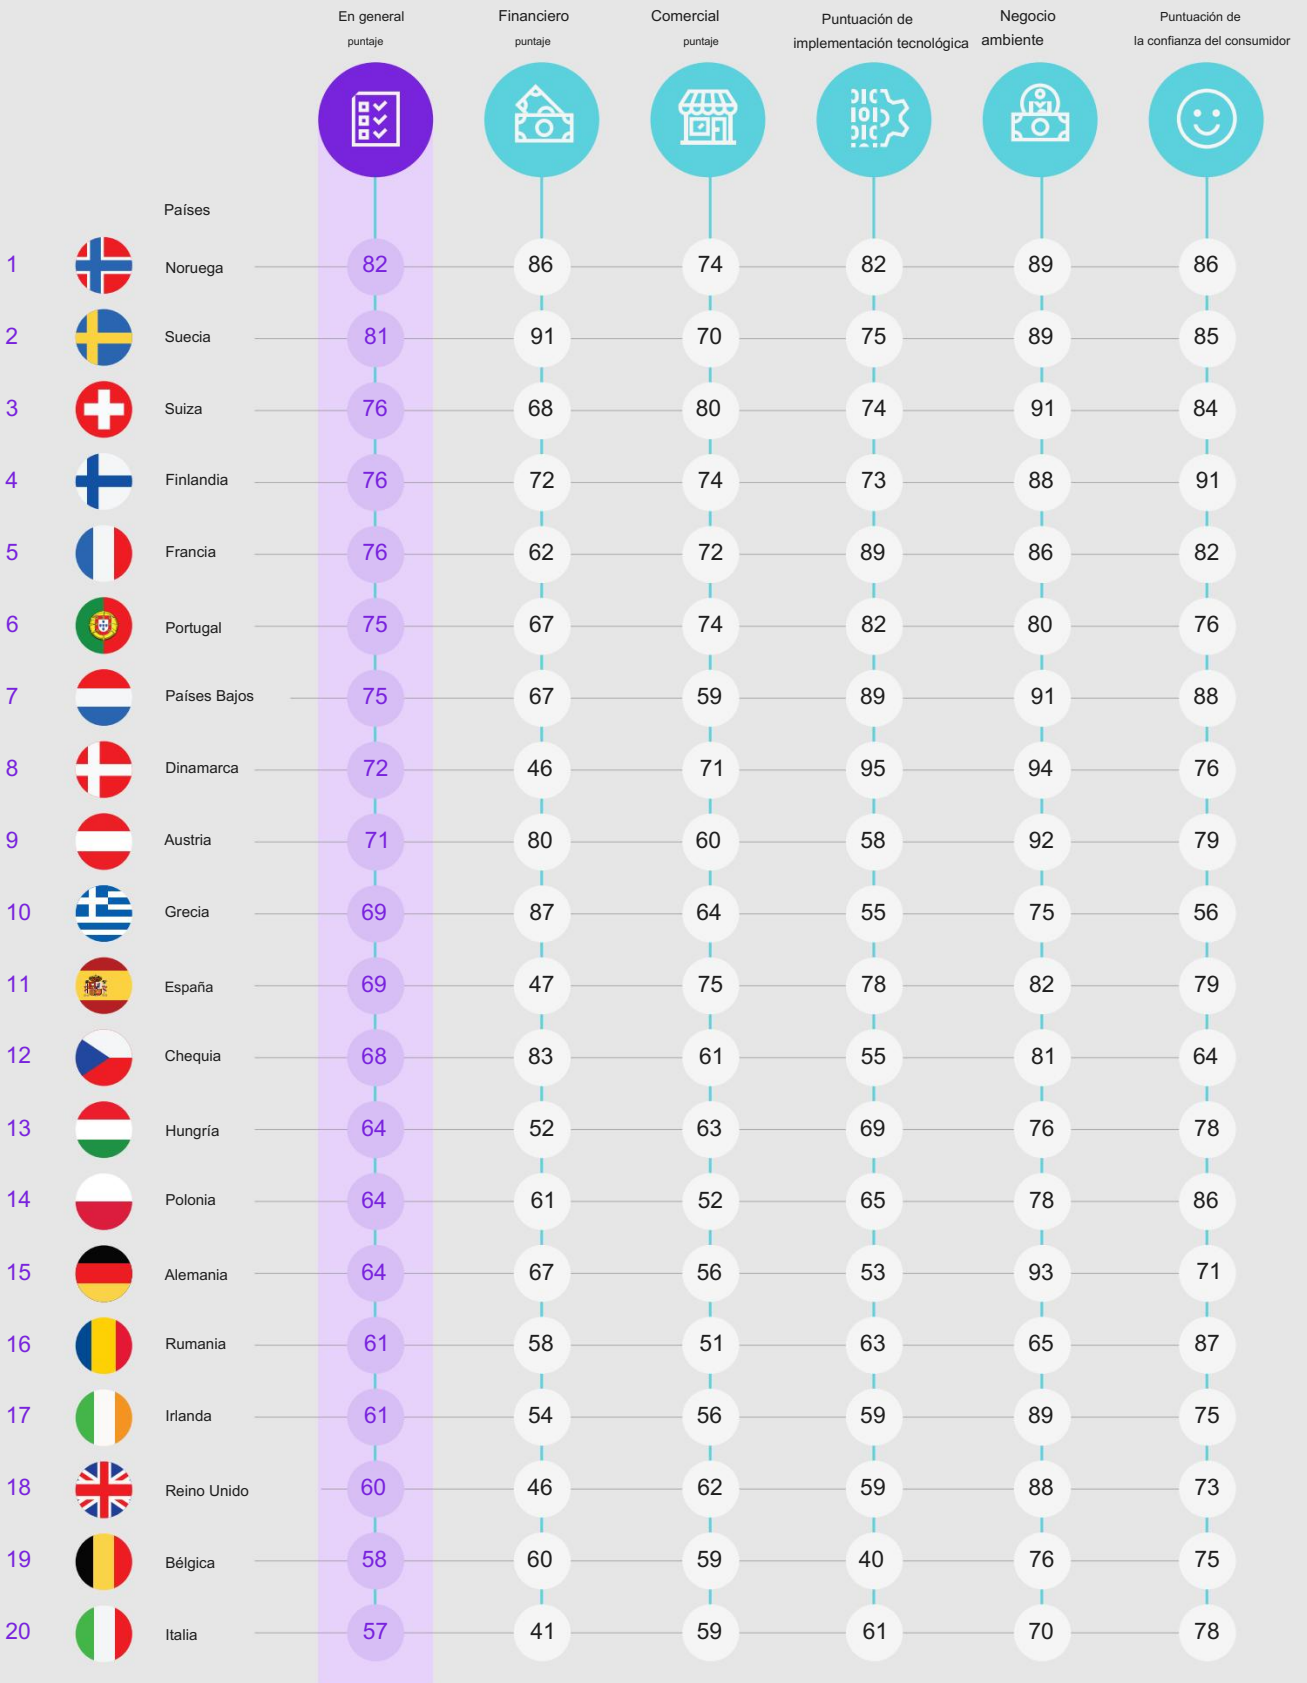 En general Financiero Comercial Puntuación de Negocio Puntuación de
puntaje puntaje puntaje implementación tecnológica ambiente la confianza del consumidor
Países
1 Noruega 82 86 74 82 89 86
2 Suecia 81 91 70 75 89 85
3 Suiza 76 68 80 74 91 84
4 Finlandia 76 72 74 73 88 91
5 Francia 76 62 72 89 86 82
6 Portugal 75 67 74 82 80 76
7 Países Bajos 75 67 59 89 91 88
8 Dinamarca 72 46 71 95 94 76
9 Austria 71 80 60 58 92 79
10 Grecia 69 87 64 55 75 56
11 España 69 47 75 78 82 79
12 Chequia 68 83 61 55 81 64
13 Hungría 64 52 63 69 76 78
14 Polonia 64 61 52 65 78 86
15 Alemania 64 67 56 53 93 71
16 Rumania 61 58 51 63 65 87
17 Irlanda 61 54 56 59 89 75
18 Reino Unido 60 46 62 59 88 73
19 Bélgica 58 60 59 40 76 75
20 Italia 57 41 59 61 70 78